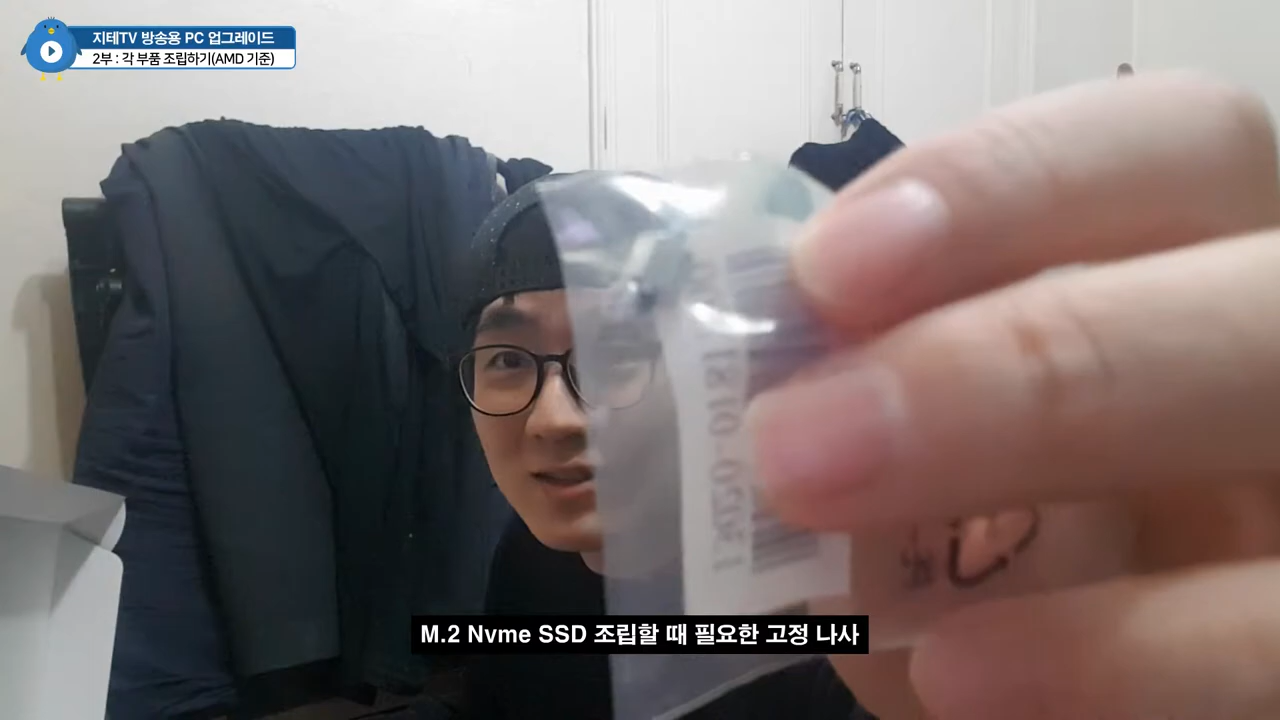 지테TV 방송용 PC 업그레이드
2부 : 각 부품 조립하기(AMD 기준)
M.2 Nvme SSD 조립할 때 필요한 고정 나사